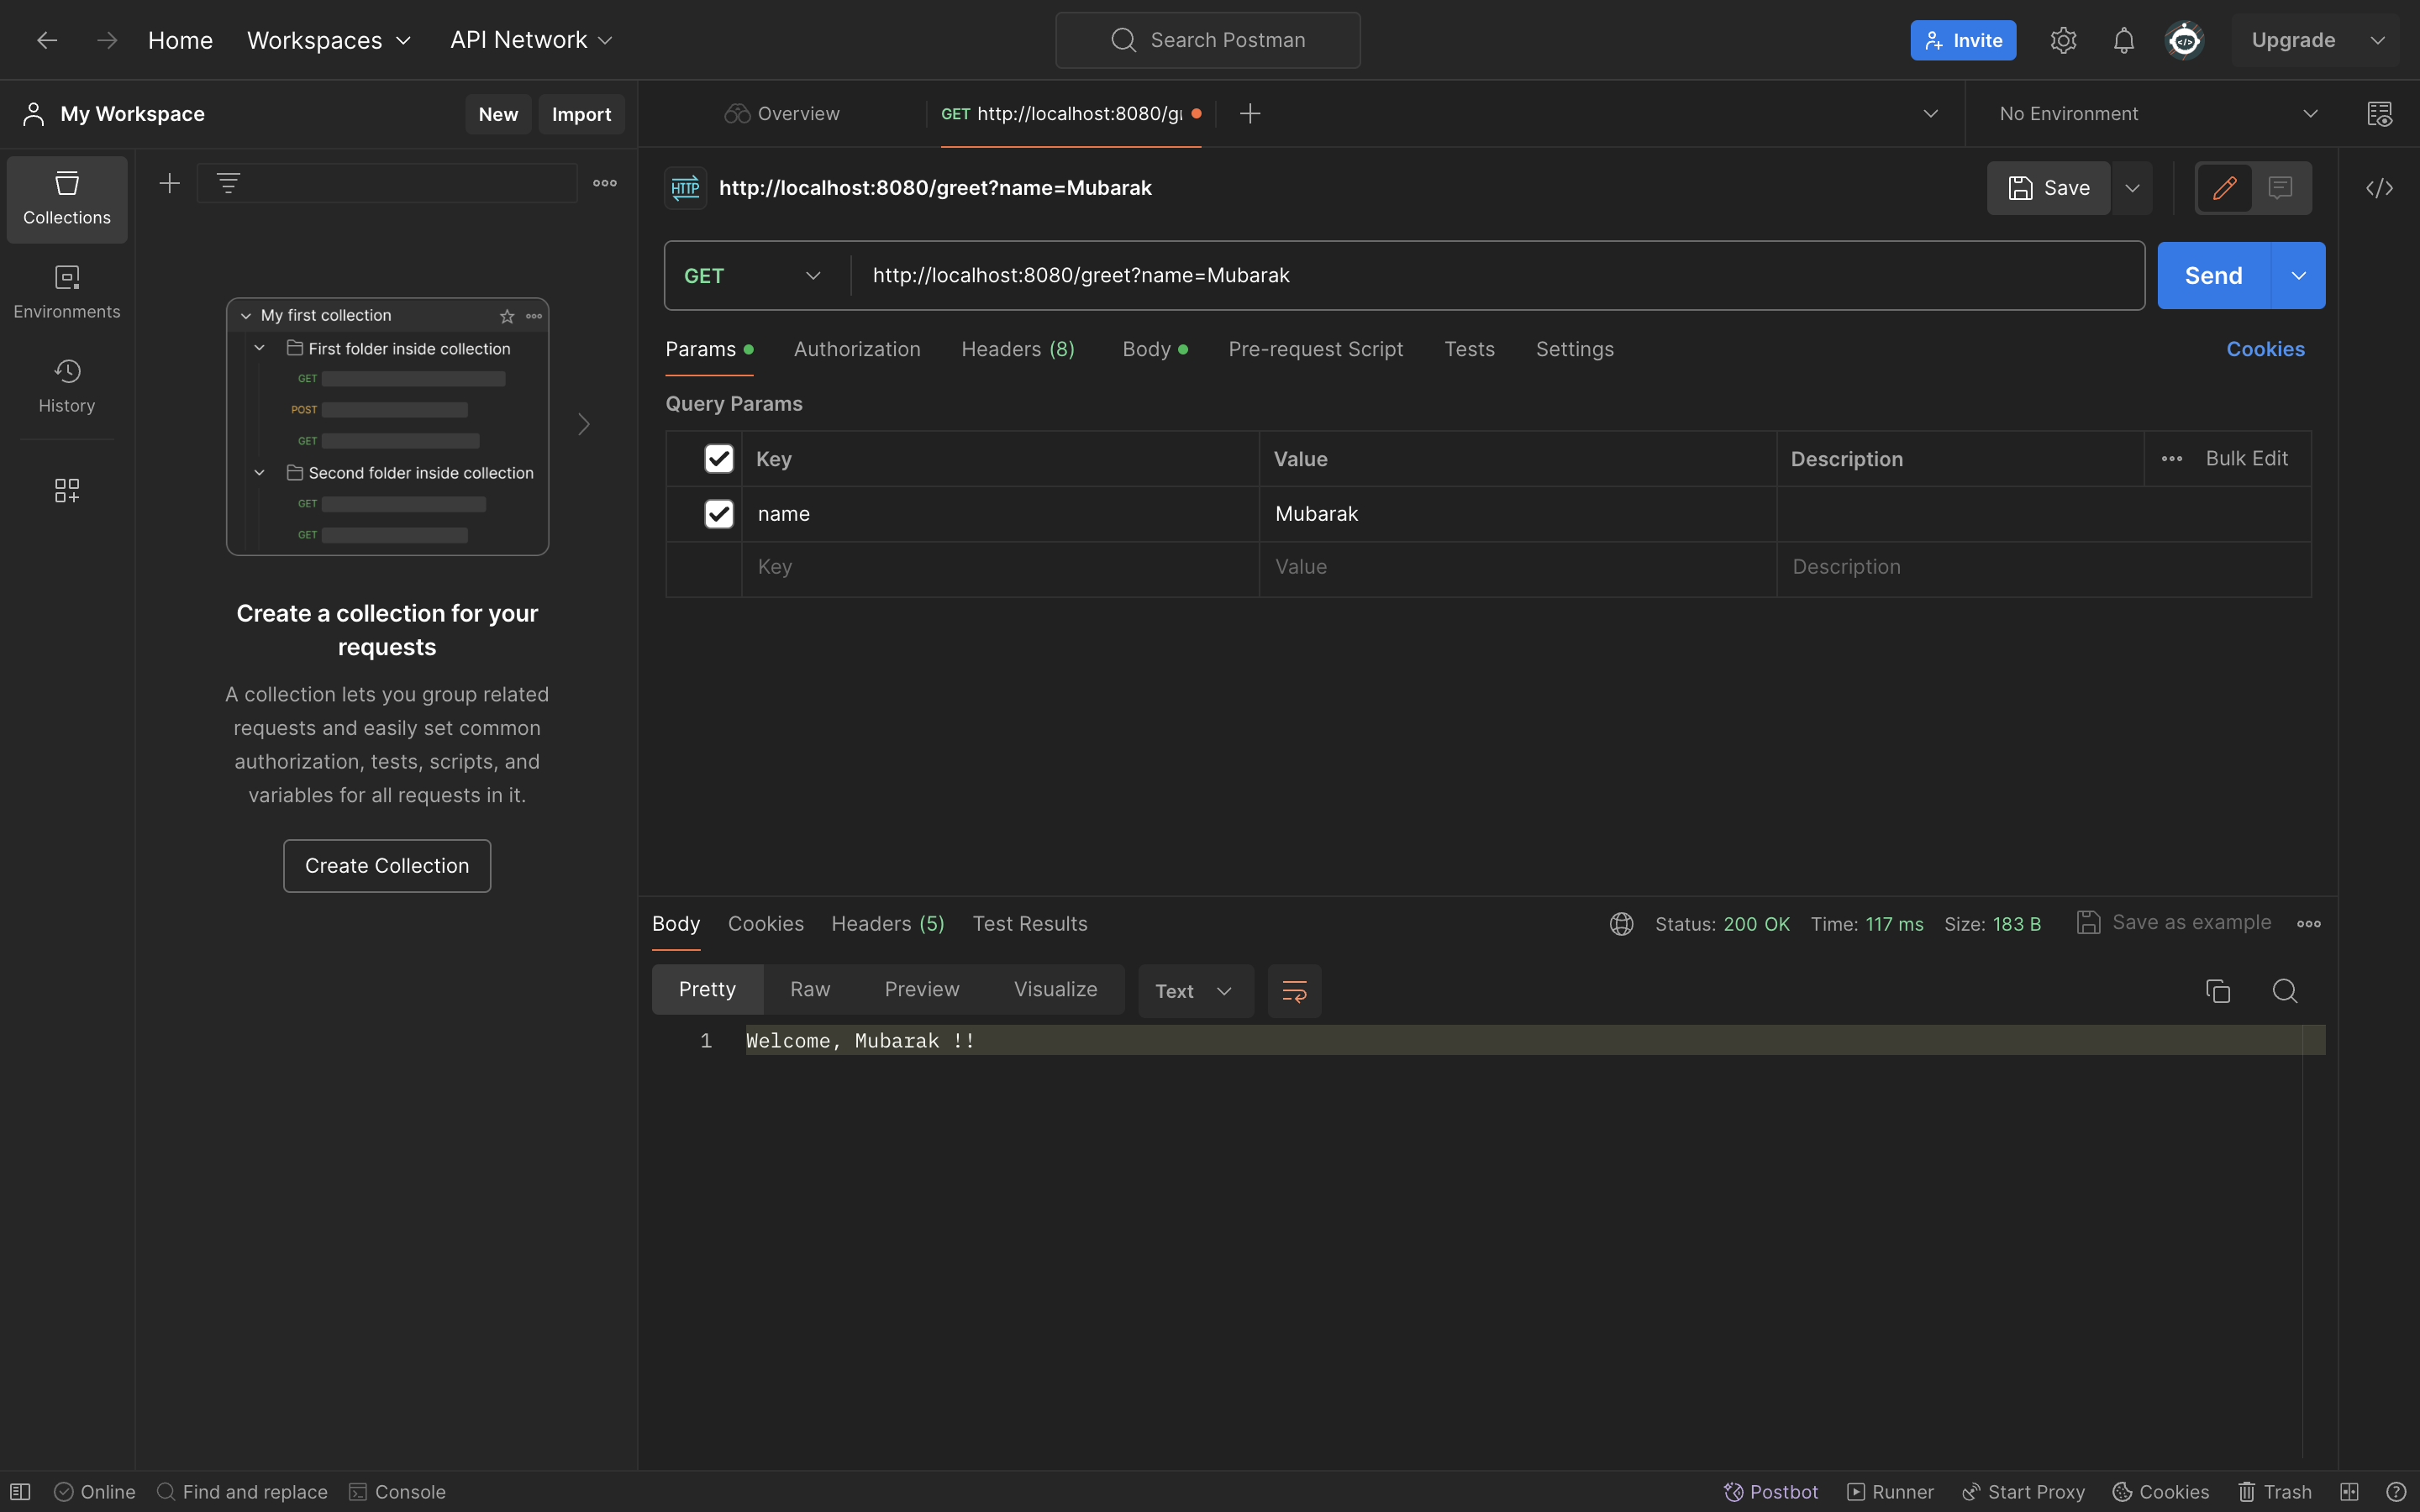 Home Workspaces API Network Search Postman Invite Upgrade
My Workspace New Import
Overview GET http://localhost:8080/g No Environment
Collections
Environments
History
My first collection
First folder inside collection
GET
POST
GET
Second folder inside collection
GET
GET
Create a collection for your
requests
A collection lets you group related
requests and easily set common
authorization, tests, scripts, and
variables for all requests in it.
Create Collection
HTTP http://localhost:8080/greet?name=Mubarak Save
GET http://localhost:8080/greet?name=Mubarak Send
Params Authorization Headers (8) Body Pre-request Script Tests Settings Cookies
Query Params
Key Value Description Bulk Edit
name Mubarak
Key Value Description
Body Cookies Headers (5) Test Results Status: 200 OK Time: 117 ms Size: 183 B Save as example
Pretty Raw Preview Visualize Text
1 Welcome, Mubarak !!
Online Find and replace Console Postbot Runner Start Proxy Cookies Trash